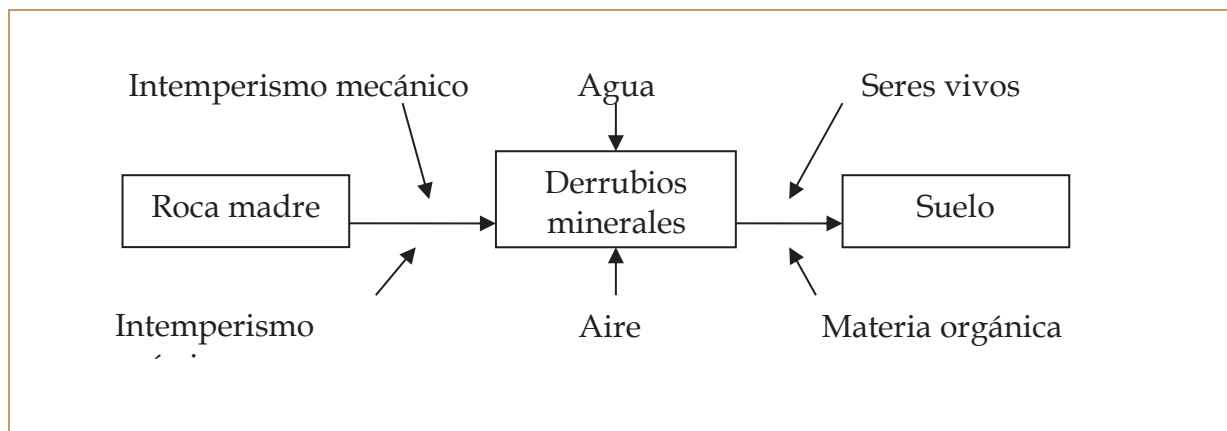 Intemperismo mecánico
Agua
Seres vivos
Roca madre
Derrubios
minerales
Suelo
Intemperismo
Aire
Materia orgánica